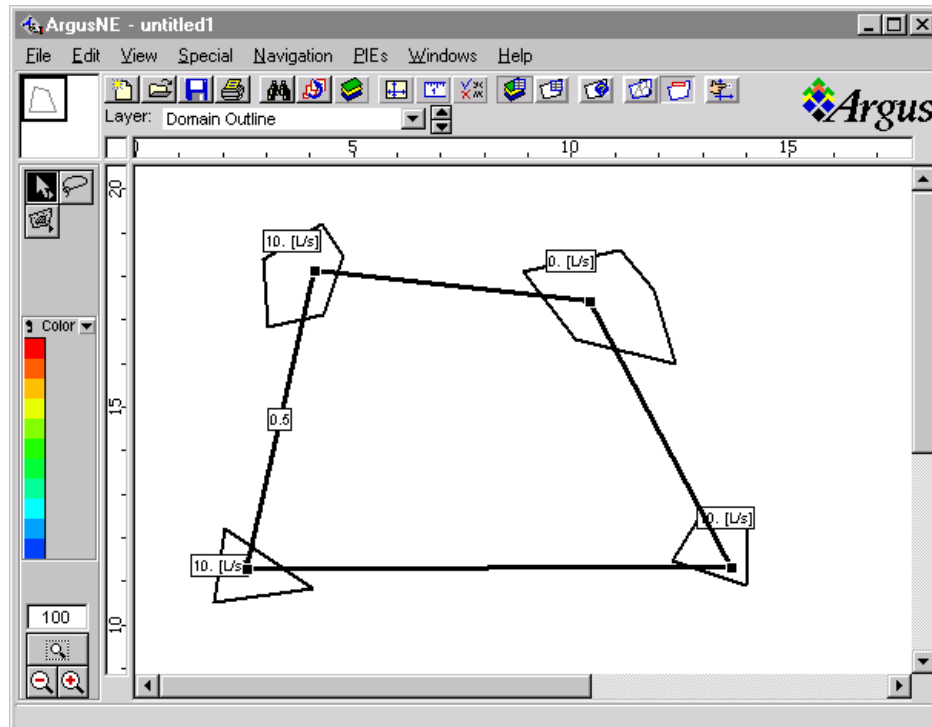 ArgusNE - untitled1
File Edit View Special Navigation PIEs Windows Help
Layer: Domain Outline
Argus
0 5 10 15
20
15
10
10. [L/s]
0. [L/s]
0.5
10. [L/s]
Color
100